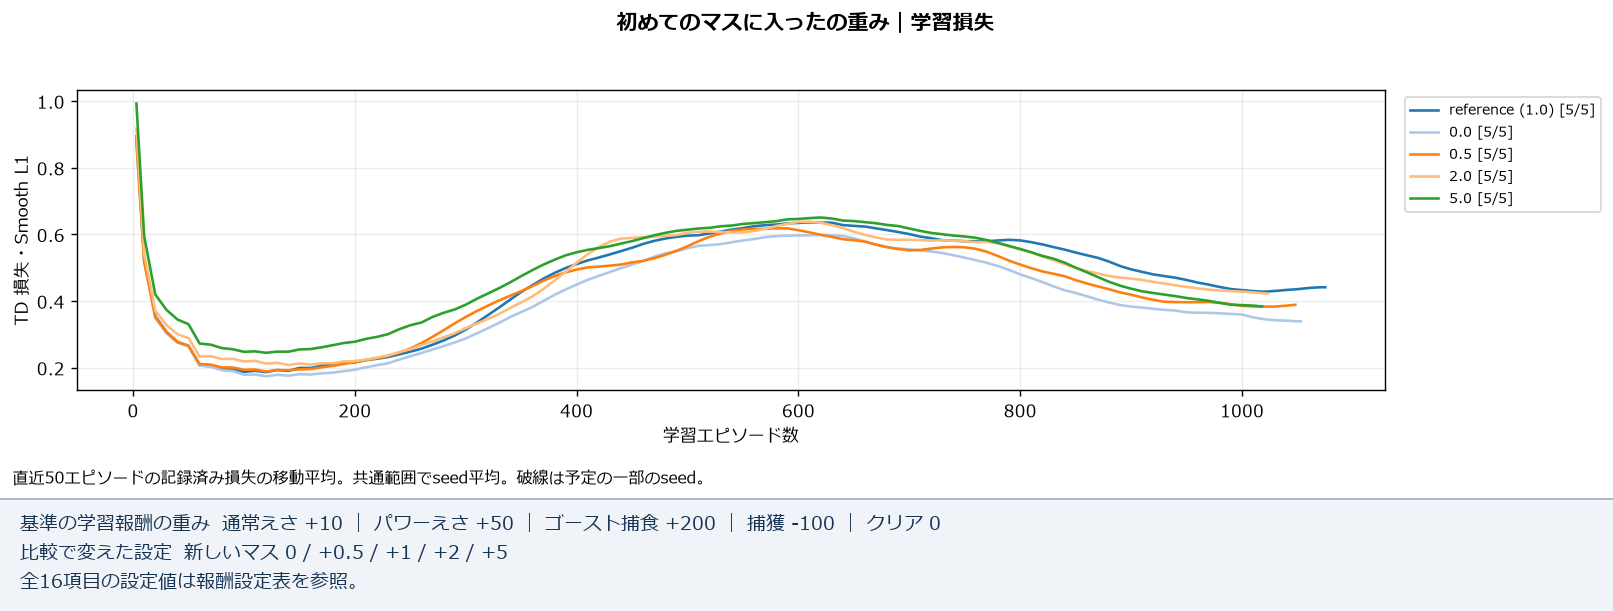 初めてのマスに入ったの重み｜学習損失
TD 損失・Smooth L1
1.0
0.8
0.6
0.4
0.2
0
200
400
600
800
1000
学習エピソード数
reference (1.0) [5/5]
0.0 [5/5]
0.5 [5/5]
2.0 [5/5]
5.0 [5/5]
直近50エピソードの記録済み損失の移動平均。共通範囲でseed平均。破線は予定の一部のseed。
基準の学習報酬の重み 通常えさ +10 ｜ パワーえさ +50 ｜ ゴースト捕食 +200 ｜ 捕獲 -100 ｜ クリア 0
比較で変えた設定 新しいマス 0 / +0.5 / +1 / +2 / +5
全16項目の設定値は報酬設定表を参照。